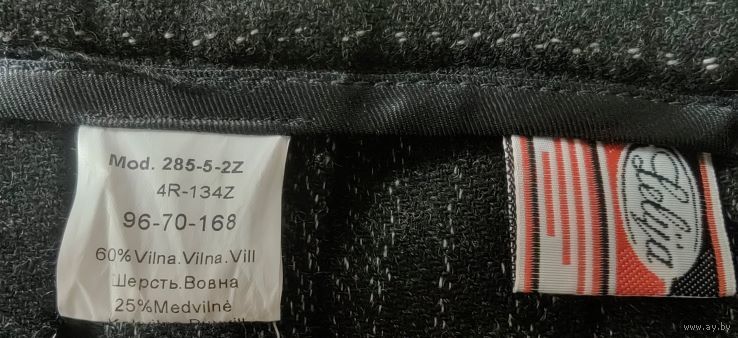 Mod. 285-5-2Z
4R-134Z
96-70-168
60%Vilna.Vilna.Vill
Шерсть.Вовна
25%Medvilnė
Lelija
www.ay.by